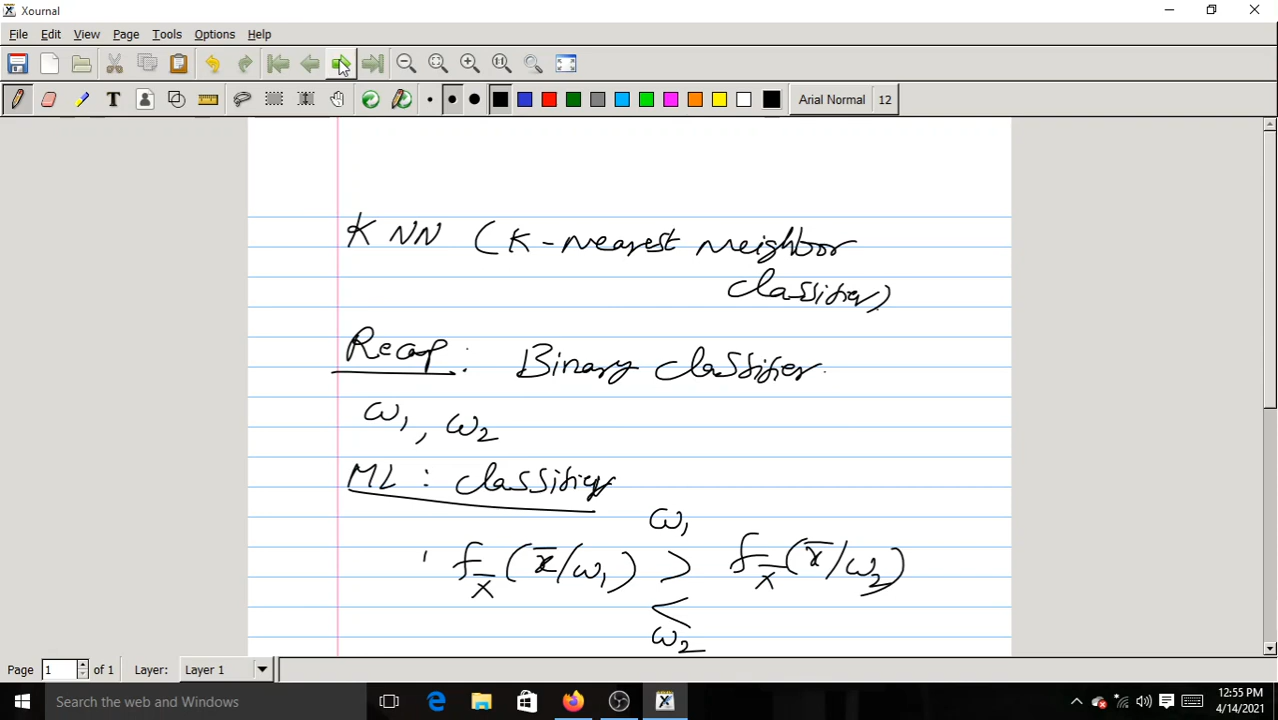 Xournal
File Edit View Page Tools Options Help
Arial Normal 12
KNN (K-nearest neighbor
classifier)
Recap : Binary classifier.
ω1, ω2
ML : classifier
ω1
f_X̄ (x̄/ω1) > f_X̄ (x̄/ω2)
<
ω2
Page 1 of 1 Layer: Layer 1
Search the web and Windows
12:55 PM
4/14/2021